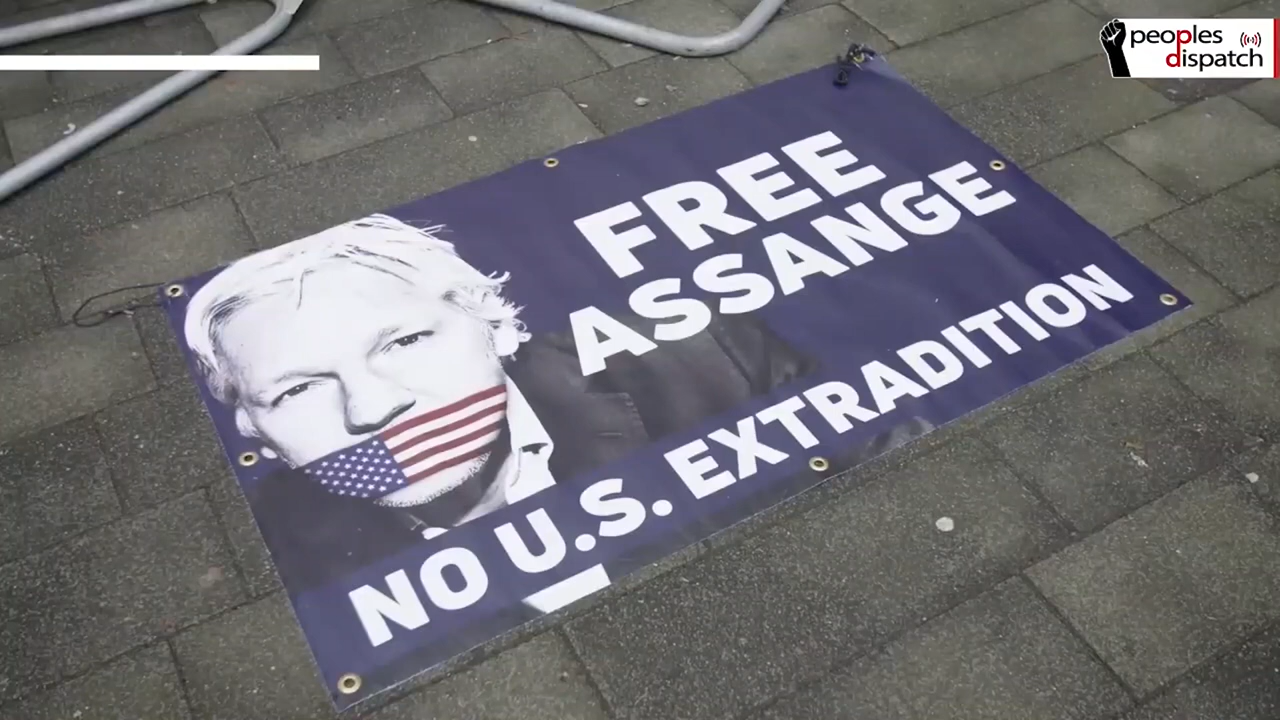 peoples
dispatch
FREE
ASSANGE
NO U.S. EXTRADITION